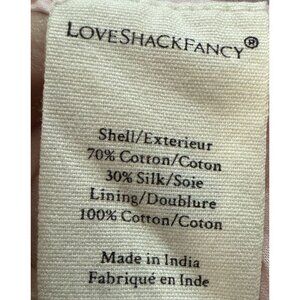 LOVESHACKFANCY®
Shell/Exterieur
70% Cotton/Coton
30% Silk/Soie
Lining/Doublure
100% Cotton/Coton
Made in India
Fabriqué en Inde